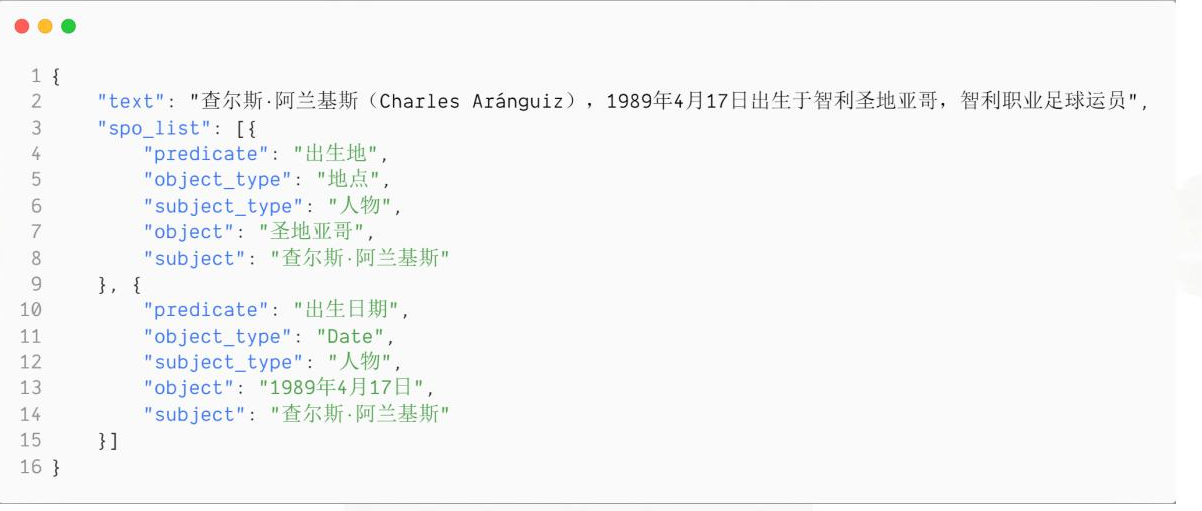 1 {
2 "text": "查尔斯·阿兰基斯（Charles Aránguiz），1989年4月17日出生于智利圣地亚哥，智利职业足球运员",
3 "spo_list": [{
4 "predicate": "出生地",
5 "object_type": "地点",
6 "subject_type": "人物",
7 "object": "圣地亚哥",
8 "subject": "查尔斯·阿兰基斯"
9 }, {
10 "predicate": "出生日期",
11 "object_type": "Date",
12 "subject_type": "人物",
13 "object": "1989年4月17日",
14 "subject": "查尔斯·阿兰基斯"
15 }]
16 }